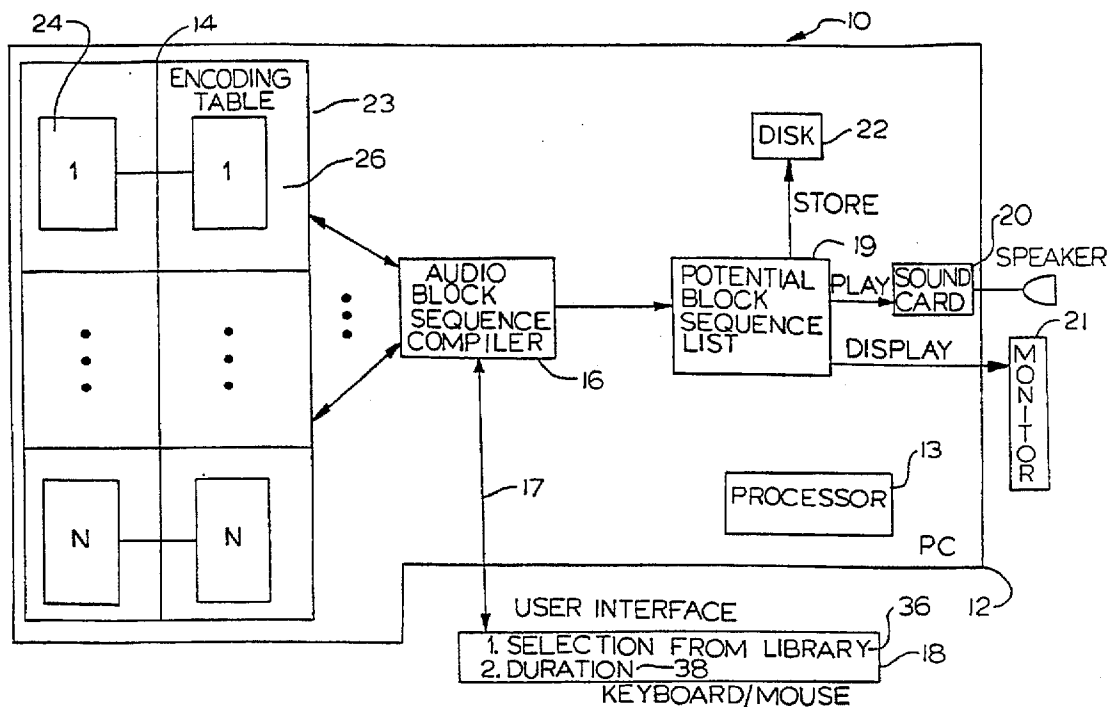 24
14
10
ENCODING
TABLE
23
1
1
26
DISK
22
STORE
19
20
SPEAKER
AUDIO
BLOCK
SEQUENCE
COMPILER
16
POTENTIAL
BLOCK
SEQUENCE
LIST
PLAY
SOUND
CARD
21
DISPLAY
MONITOR
17
PROCESSOR
13
N
N
PC
12
USER INTERFACE
36
1. SELECTION FROM LIBRARY
18
2. DURATION 38
KEYBOARD/MOUSE